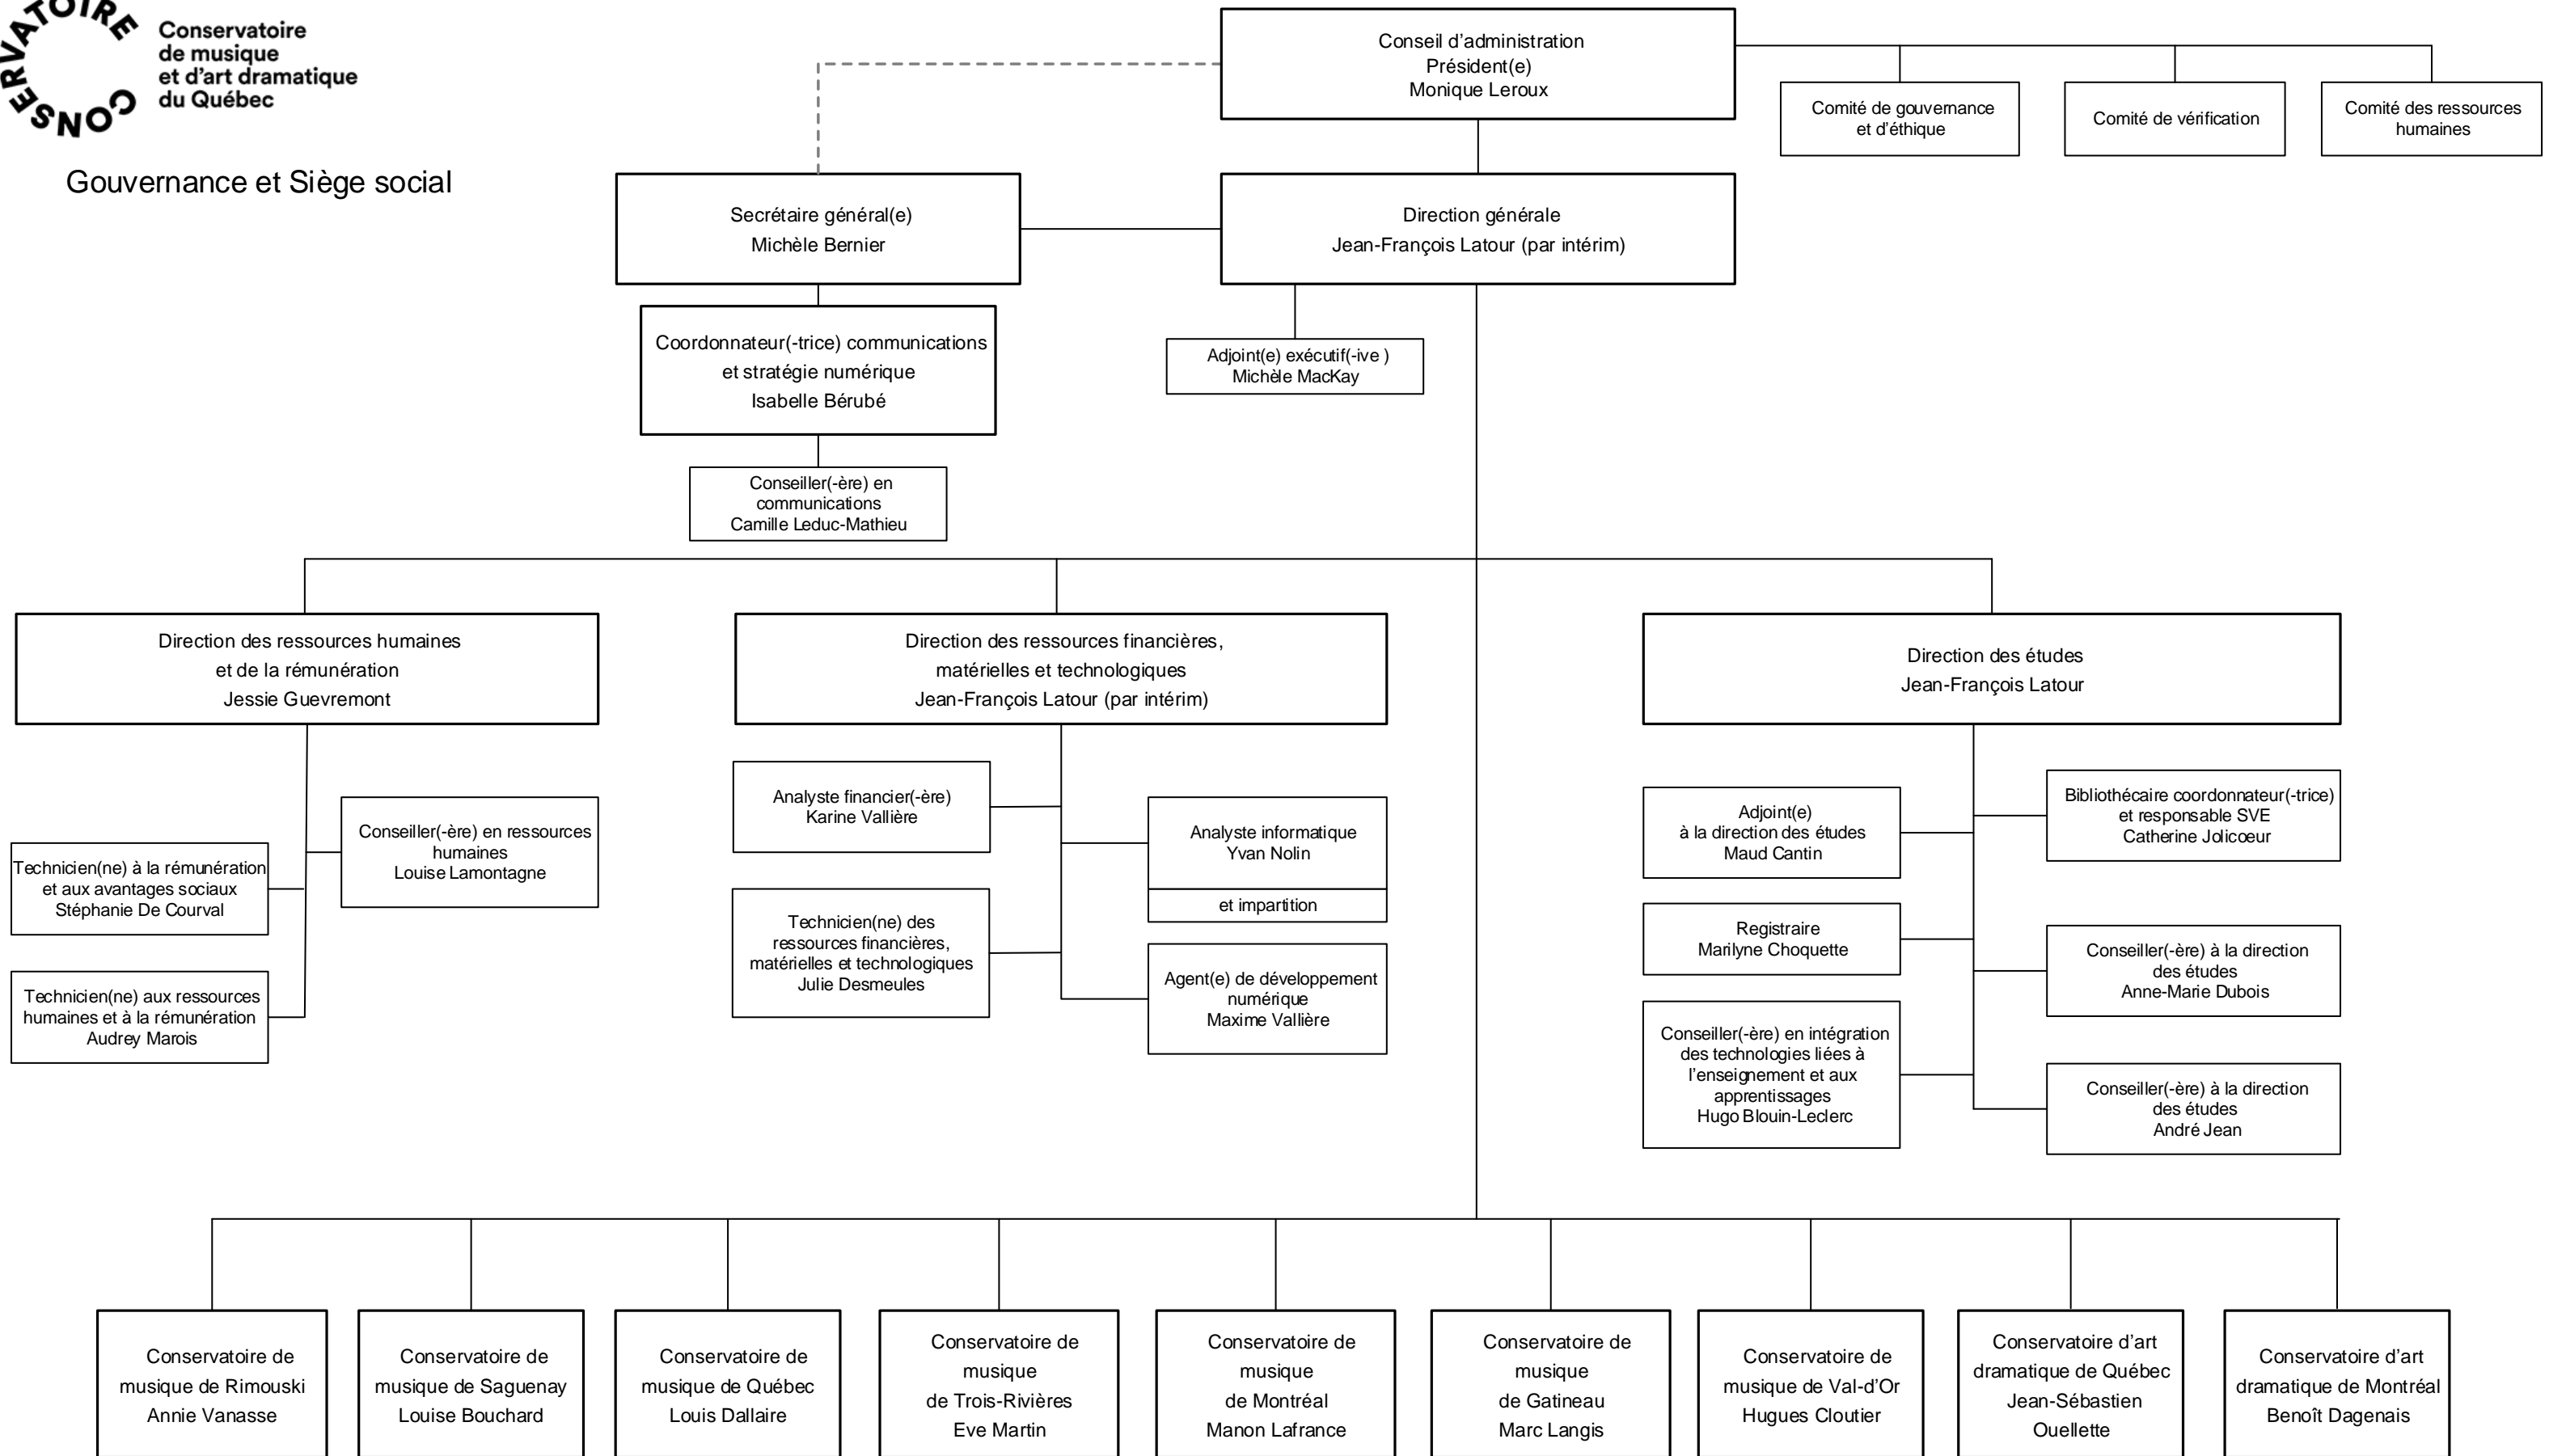 CONSERVATOIRE
Conservatoire
de musique
et d'art dramatique
du Québec
Gouvernance et Siège social
Conseil d'administration
Président(e)
Monique Leroux
Comité de gouvernance
et d'éthique
Comité de vérification
Comité des ressources
humaines
Secrétaire général(e)
Michèle Bernier
Direction générale
Jean-François Latour (par intérim)
Coordonnateur(-trice) communications
et stratégie numérique
Isabelle Bérubé
Adjoint(e) exécutif(-ive )
Michèle MacKay
Conseiller(-ère) en
communications
Camille Leduc-Mathieu
Direction des ressources humaines
et de la rémunération
Jessie Guevremont
Direction des ressources financières,
matérielles et technologiques
Jean-François Latour (par intérim)
Direction des études
Jean-François Latour
Conseiller(-ère) en ressources
humaines
Louise Lamontagne
Technicien(ne) à la rémunération
et aux avantages sociaux
Stéphanie De Courval
Technicien(ne) aux ressources
humaines et à la rémunération
Audrey Marois
Analyste financier(-ère)
Karine Vallière
Analyste informatique
Yvan Nolin
et impartition
Technicien(ne) des
ressources financières,
matérielles et technologiques
Julie Desmeules
Agent(e) de développement
numérique
Maxime Vallière
Adjoint(e)
à la direction des études
Maud Cantin
Bibliothécaire coordonnateur(-trice)
et responsable SVE
Catherine Jolicoeur
Registraire
Marilyne Choquette
Conseiller(-ère) à la direction
des études
Anne-Marie Dubois
Conseiller(-ère) en intégration
des technologies liées à
l'enseignement et aux
apprentissages
Hugo Blouin-Leclerc
Conseiller(-ère) à la direction
des études
André Jean
Conservatoire de
musique de Rimouski
Annie Vanasse
Conservatoire de
musique de Saguenay
Louise Bouchard
Conservatoire de
musique de Québec
Louis Dallaire
Conservatoire de
musique
de Trois-Rivières
Eve Martin
Conservatoire de
musique
de Montréal
Manon Lafrance
Conservatoire de
musique
de Gatineau
Marc Langis
Conservatoire de
musique de Val-d'Or
Hugues Cloutier
Conservatoire d'art
dramatique de Québec
Jean-Sébastien
Ouellette
Conservatoire d'art
dramatique de Montréal
Benoît Dagenais